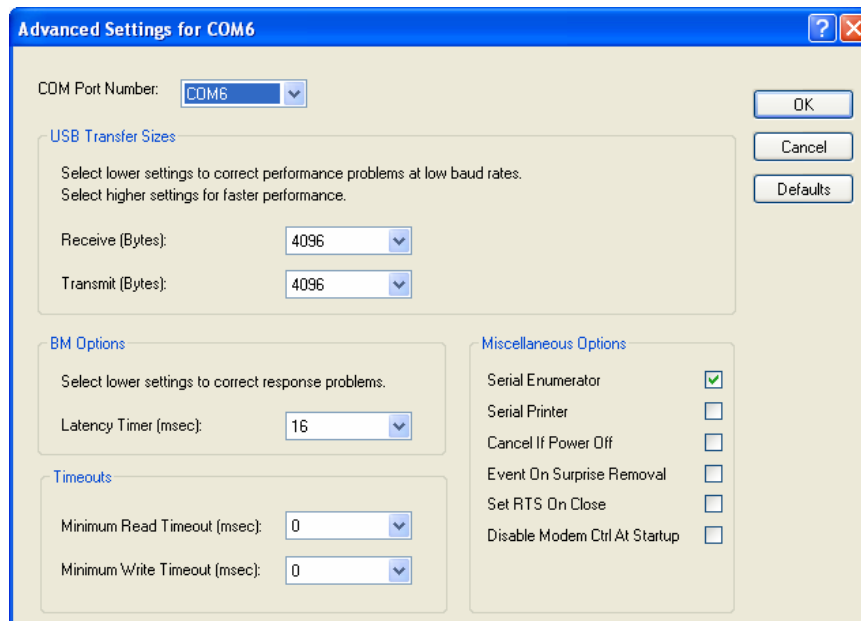 Advanced Settings for COM6
COM Port Number: COM6
OK
Cancel
Defaults
USB Transfer Sizes
Select lower settings to correct performance problems at low baud rates.
Select higher settings for faster performance.
Receive (Bytes): 4096
Transmit (Bytes): 4096
BM Options
Select lower settings to correct response problems.
Latency Timer (msec): 16
Timeouts
Minimum Read Timeout (msec): 0
Minimum Write Timeout (msec): 0
Miscellaneous Options
Serial Enumerator
Serial Printer
Cancel If Power Off
Event On Surprise Removal
Set RTS On Close
Disable Modem Ctrl At Startup